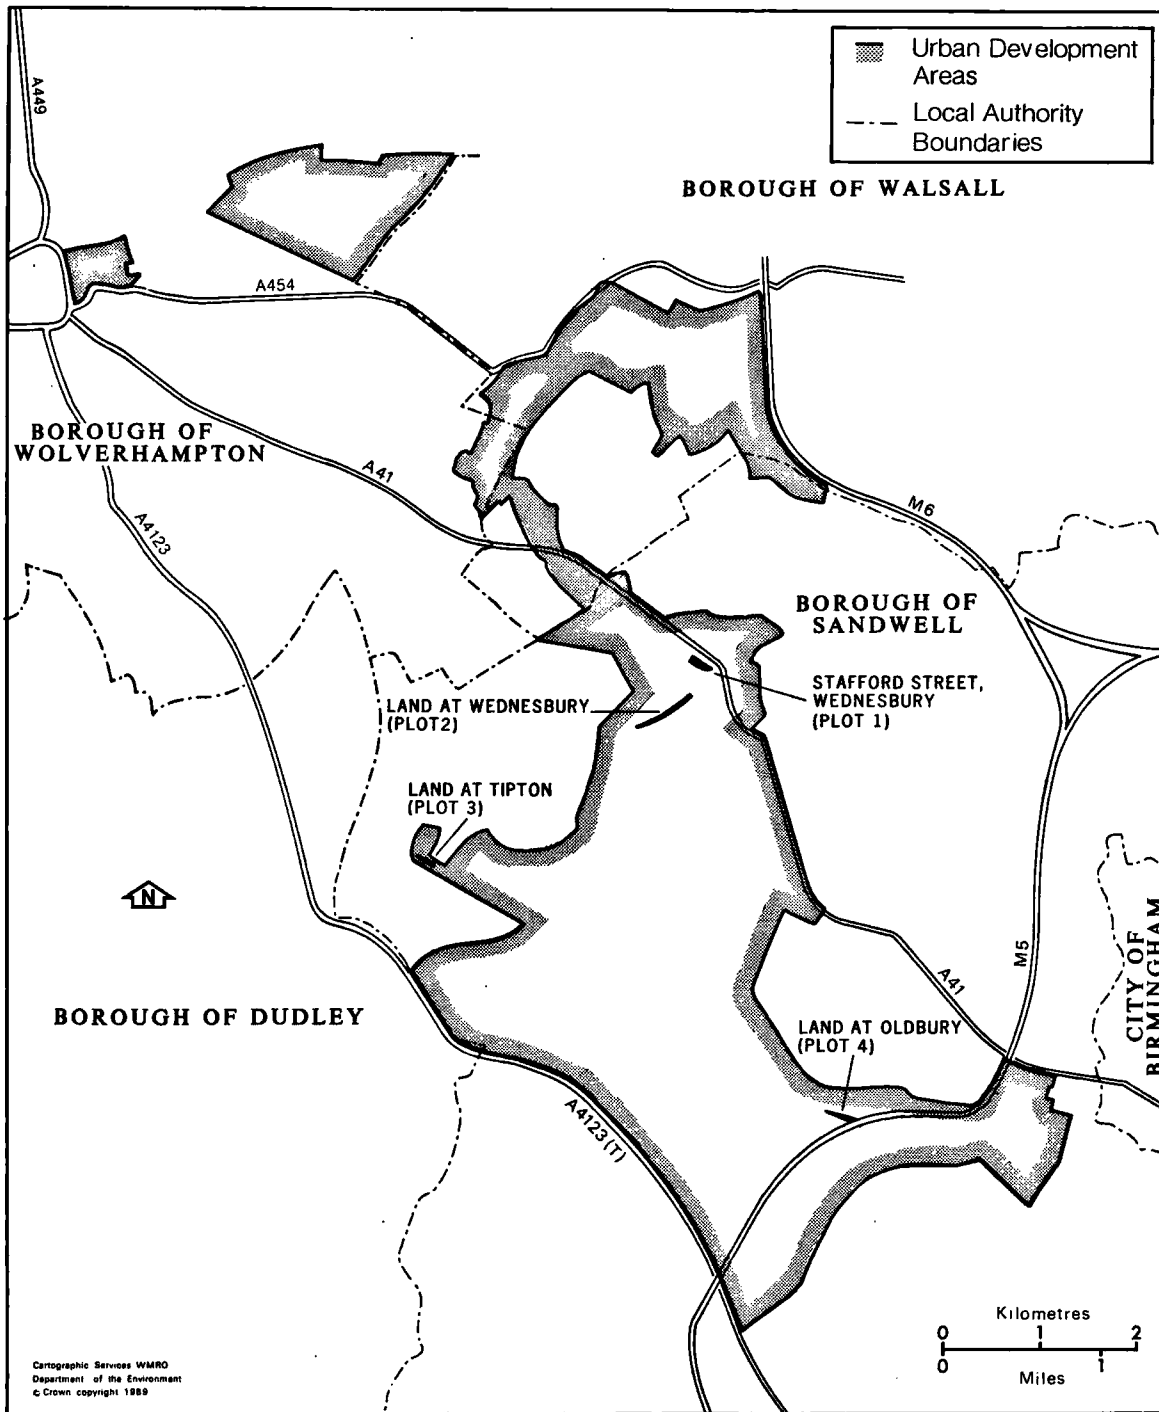 Urban Development
Areas
Local Authority
Boundaries
A449
BOROUGH OF WALSALL
A454
BOROUGH OF
WOLVERHAMPTON
A41
M6
A4123
BOROUGH OF
SANDWELL
STAFFORD STREET,
WEDNESBURY
(PLOT 1)
LAND AT WEDNESBURY
(PLOT2)
LAND AT TIPTON
(PLOT 3)
N
M5
A41
CITY OF
BIRMINGHAM
BOROUGH OF DUDLEY
LAND AT OLDBURY
(PLOT 4)
A4123(T)
Kilometres
0 1 2
0 1
Miles
Cartographic Services WMRO
Department of the Environment
© Crown copyright 1989